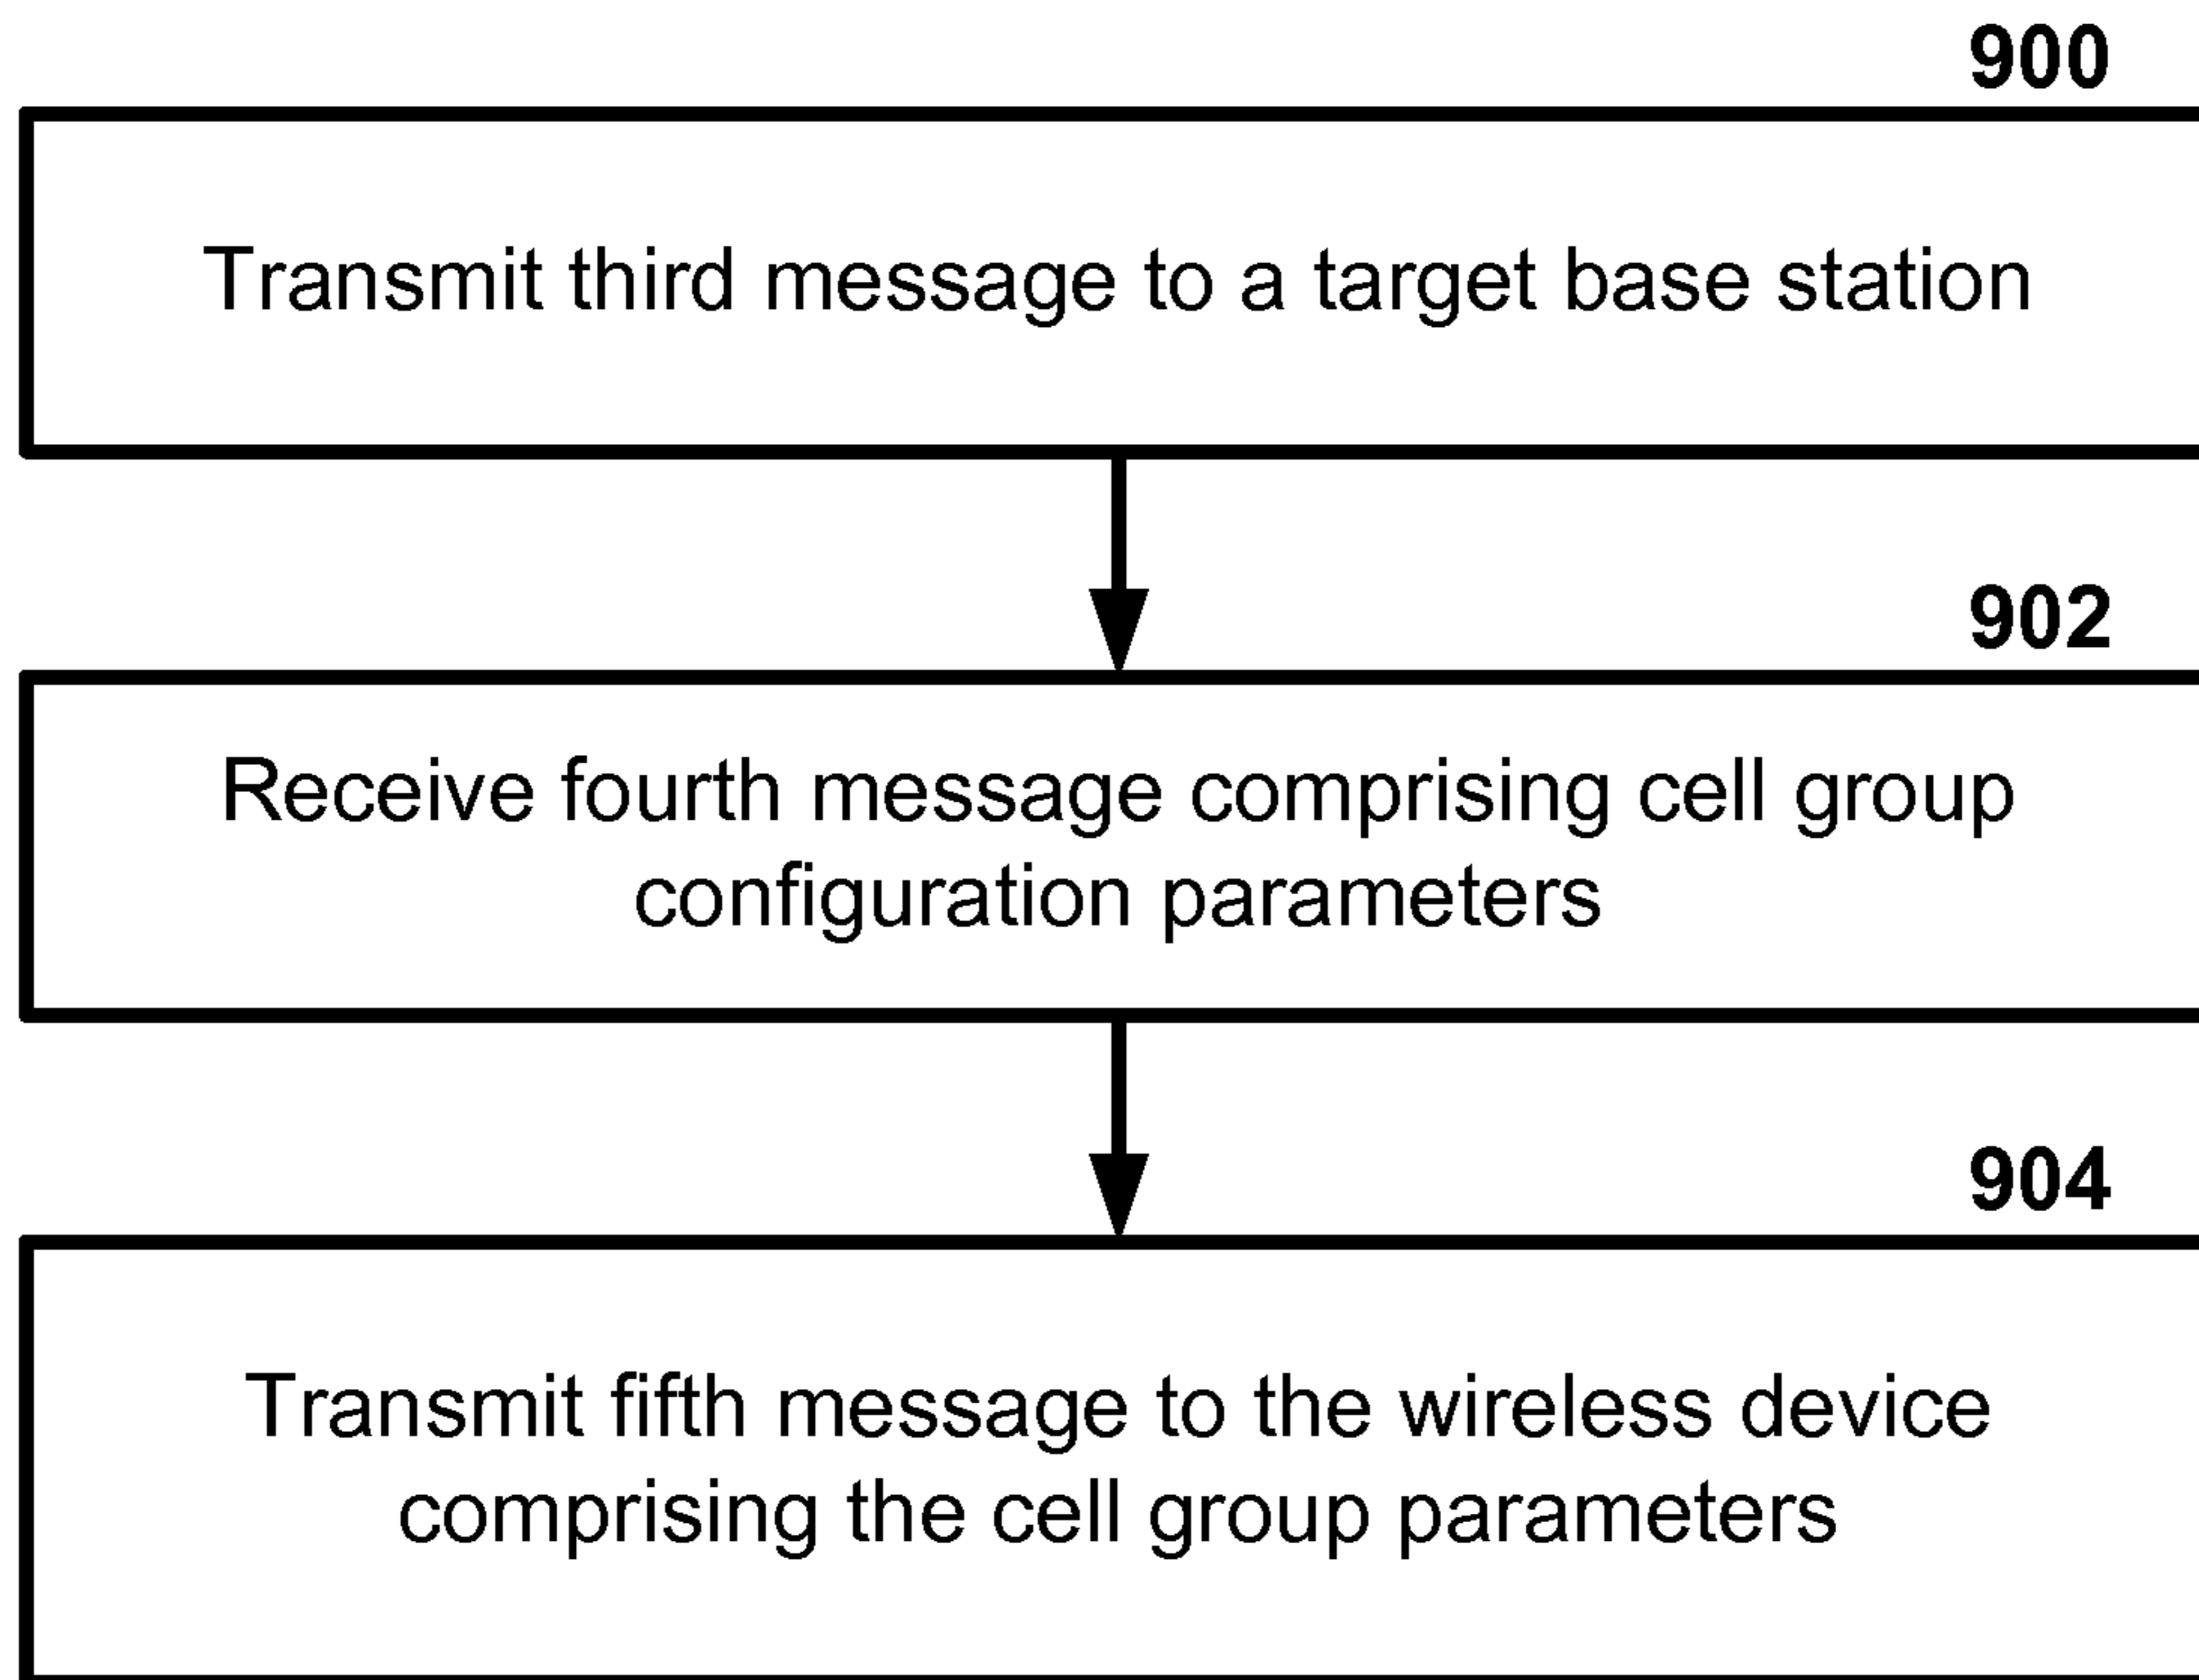 900
Transmit third message to a target base station
902
Receive fourth message comprising cell group
configuration parameters
904
Transmit fifth message to the wireless device
comprising the cell group parameters